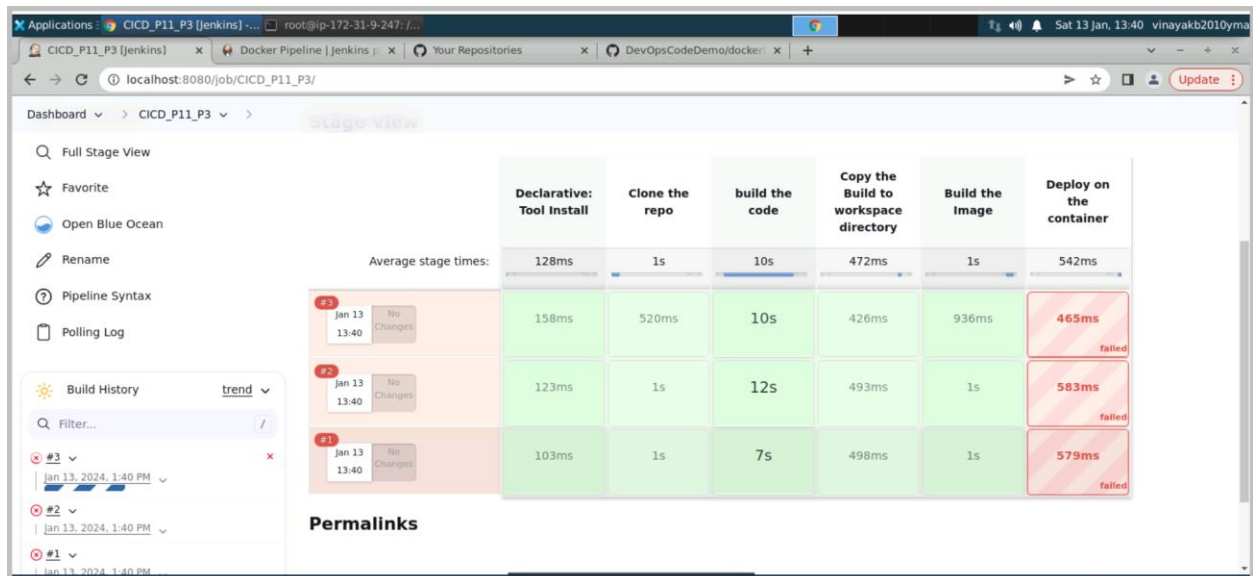 Applications
CICD_P11_P3 [Jenkins] -...
root@ip-172-31-9-247: /...
Sat 13 Jan, 13:40 vinayakb2010yma
CICD_P11_P3 [Jenkins]
Docker Pipeline | Jenkins
Your Repositories
DevOpsCodeDemo/docker
localhost:8080/job/CICD_P11_P3/
Update
Dashboard > CICD_P11_P3 >
Stage View
Full Stage View
Favorite
Open Blue Ocean
Rename
Pipeline Syntax
Polling Log
Build History trend
Filter... /
#3
Jan 13, 2024, 1:40 PM
#2
Jan 13, 2024, 1:40 PM
#1
Jan 13, 2024, 1:40 PM
Declarative:
Tool Install
Clone the
repo
build the
code
Copy the
Build to
workspace
directory
Build the
Image
Deploy on
the
container
Average stage times: 128ms 1s 10s 472ms 1s 542ms
#3
Jan 13
13:40
No
Changes
158ms 520ms 10s 426ms 936ms 465ms
failed
#2
Jan 13
13:40
No
Changes
123ms 1s 12s 493ms 1s 583ms
failed
#1
Jan 13
13:40
No
Changes
103ms 1s 7s 498ms 1s 579ms
failed
Permalinks